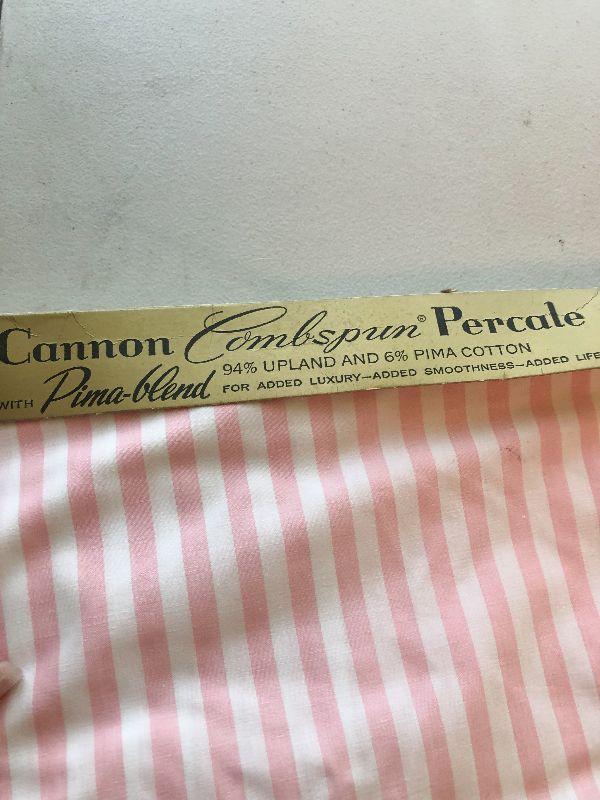 Cannon Combspun® Percale
WITH Pima-blend 94% UPLAND AND 6% PIMA COTTON
FOR ADDED LUXURY—ADDED SMOOTHNESS—ADDED LIFE